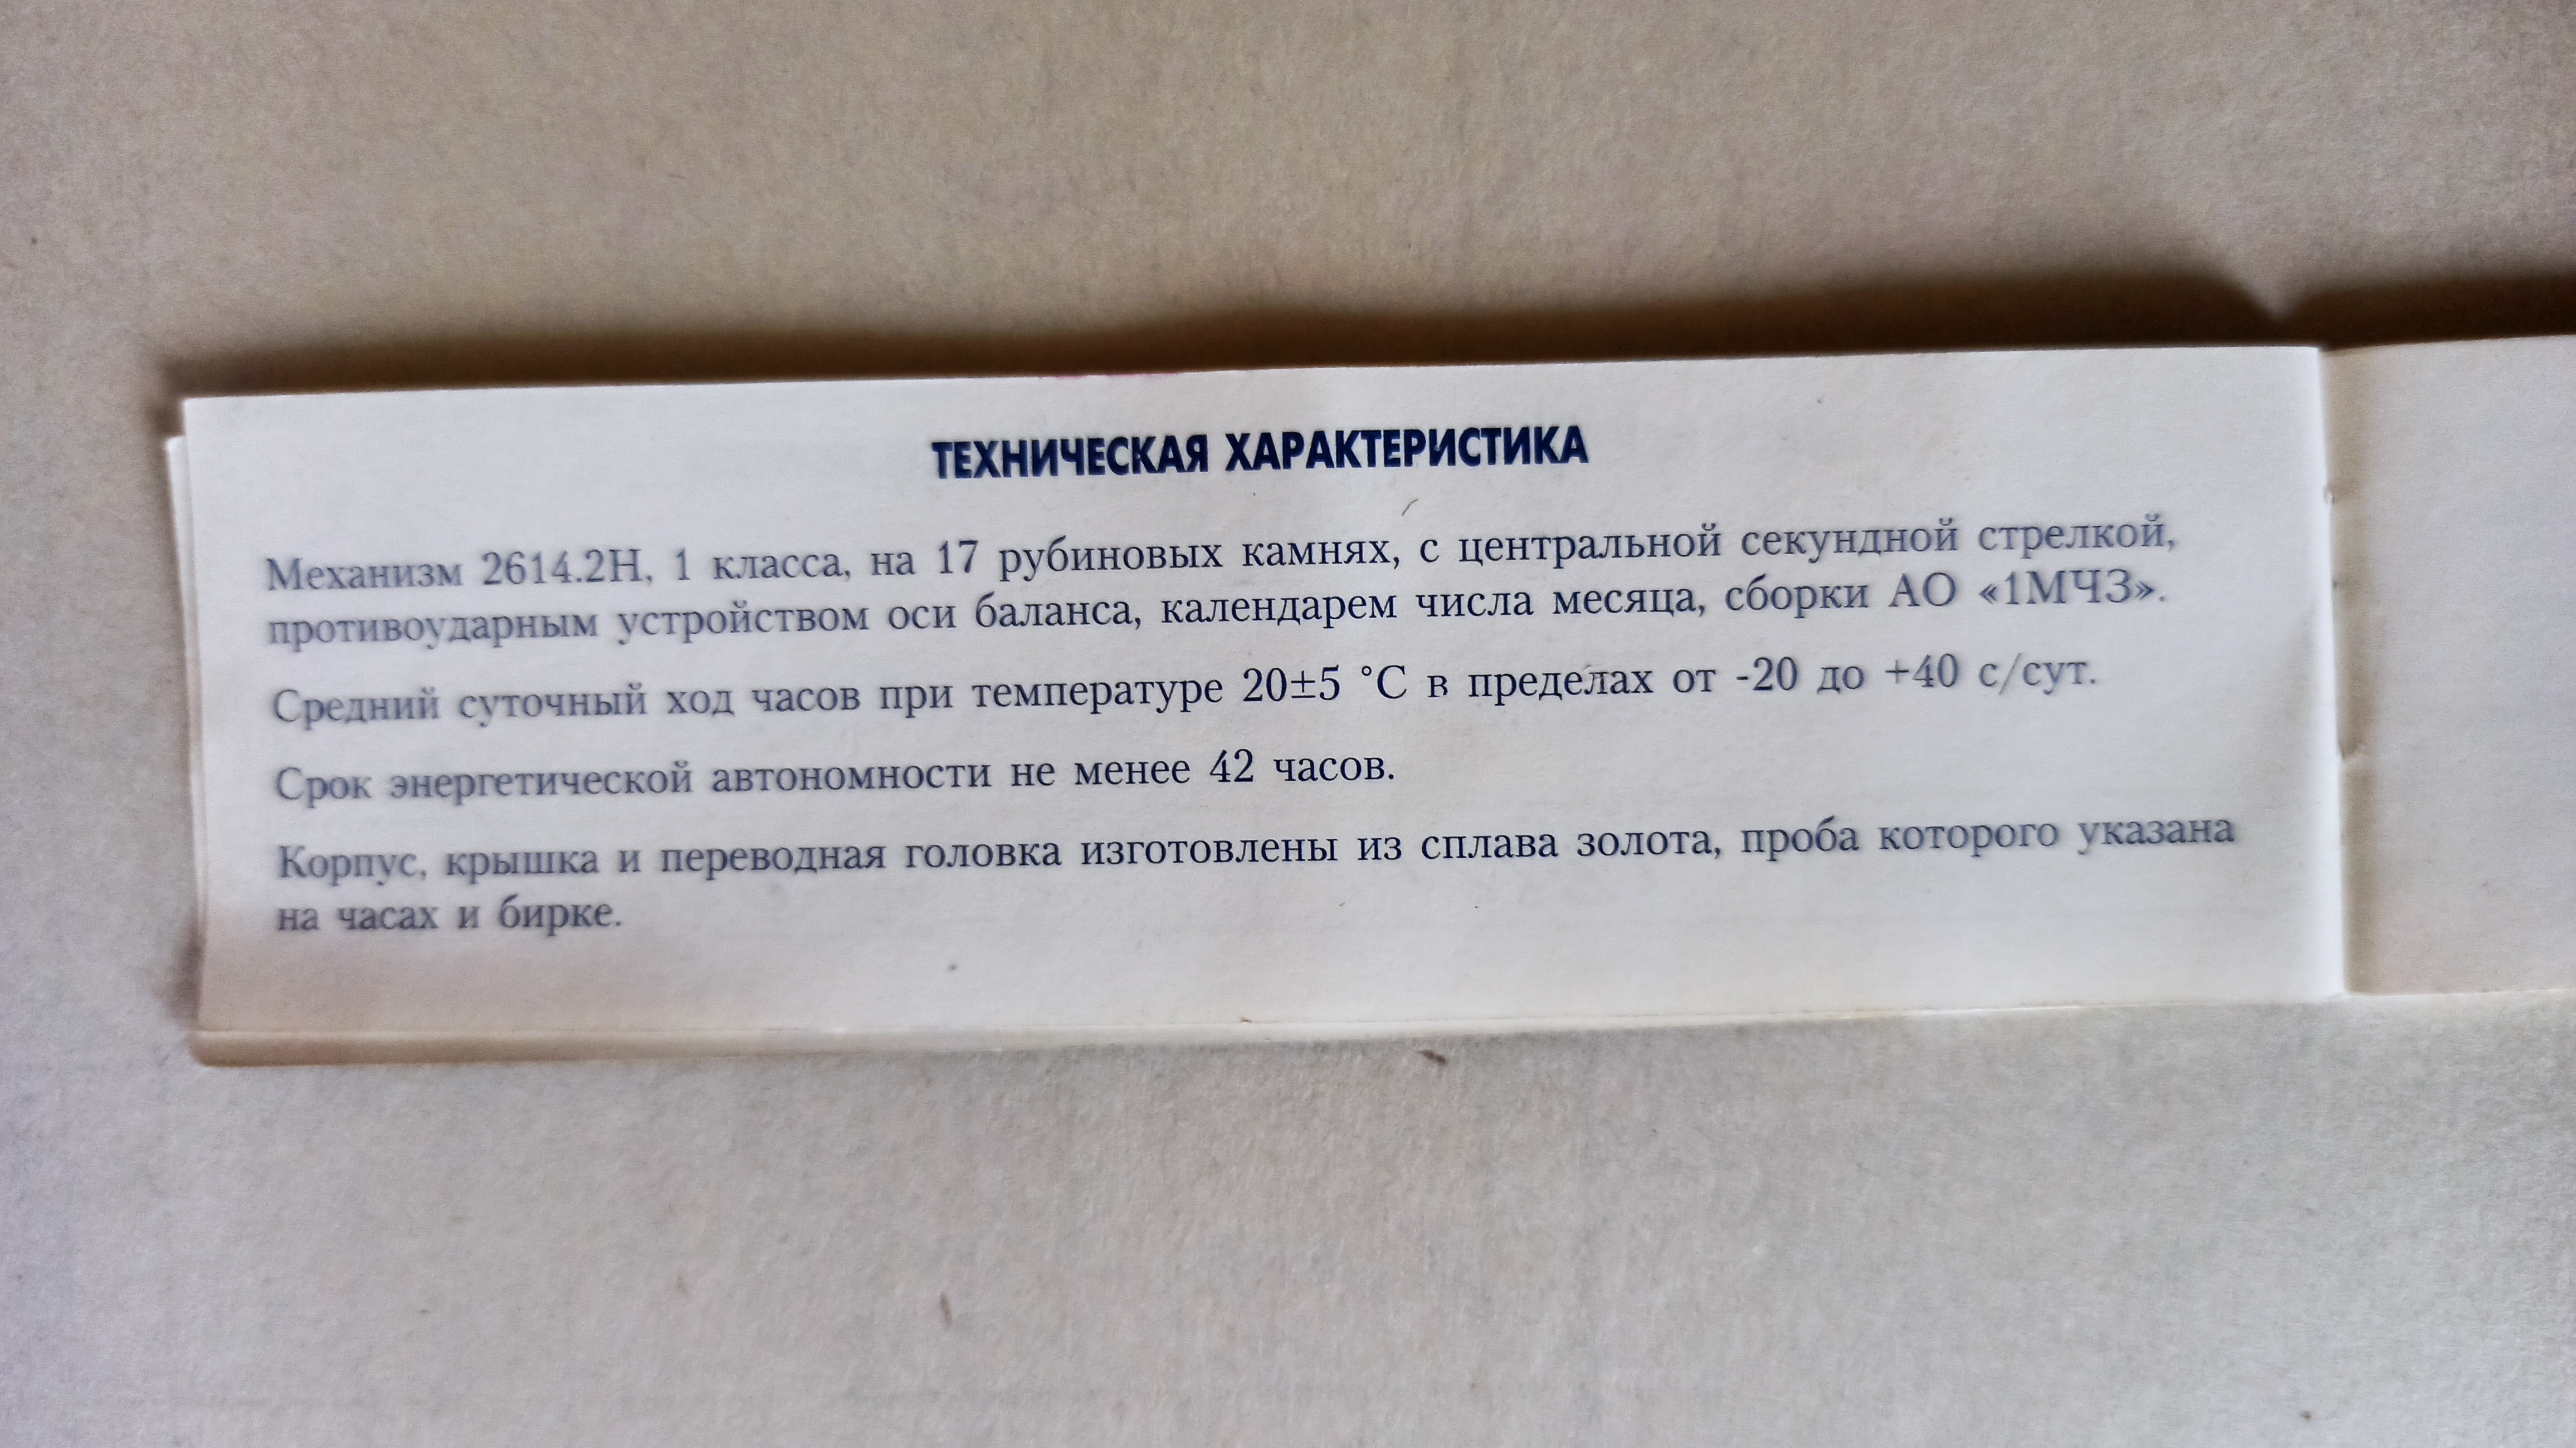 ТЕХНИЧЕСКАЯ ХАРАКТЕРИСТИКА
Механизм 2614.2Н, 1 класса, на 17 рубиновых камнях, с центральной секундной стрелкой,
противоударным устройством оси баланса, календарем числа месяца, сборки АО «1МЧЗ».
Средний суточный ход часов при температуре 20±5 °С в пределах от -20 до +40 с/сут.
Срок энергетической автономности не менее 42 часов.
Корпус, крышка и переводная головка изготовлены из сплава золота, проба которого указана
на часах и бирке.